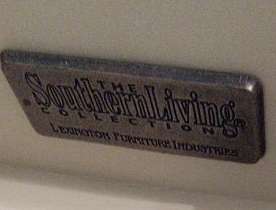 THE
SouthernLiving®
COLLECTION
LEXINGTON FURNITURE INDUSTRIES